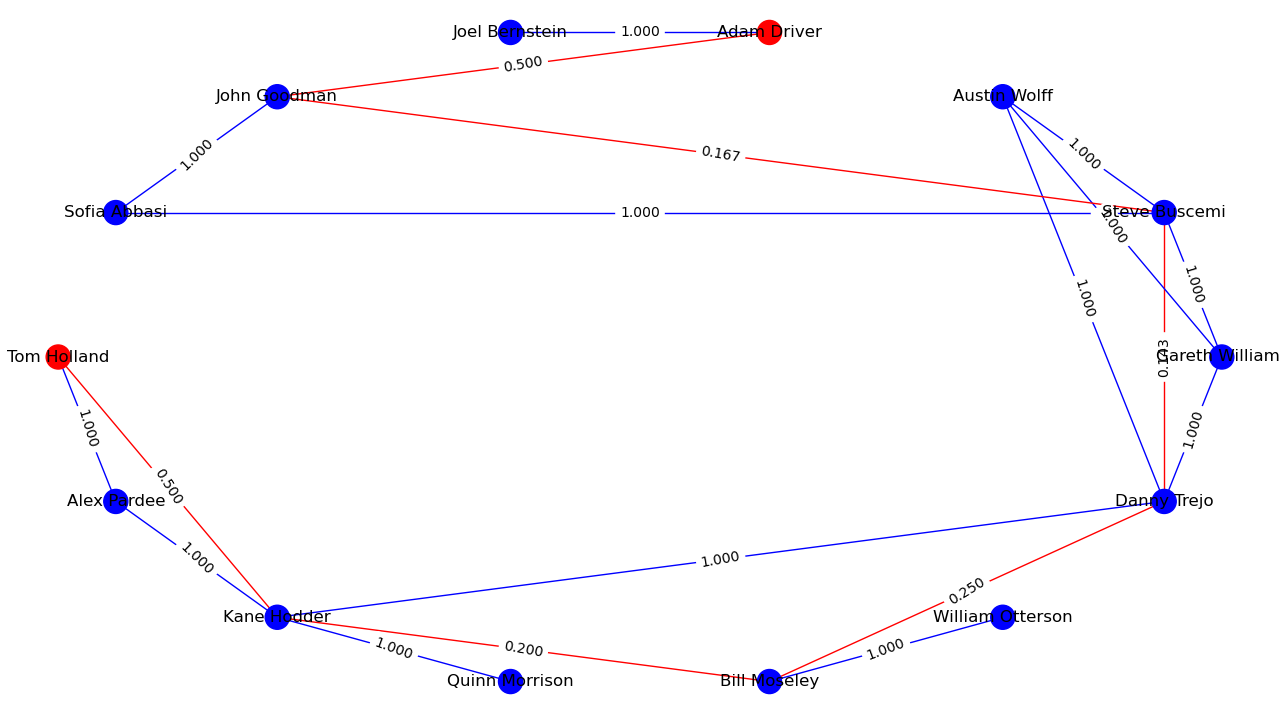 Joel Bernstein
1.000
Adam Driver
0.500
John Goodman
Austin Wolff
0.167
1.000
1.000
Sofia Abbasi
1.000
Steve Buscemi
1.000
1.000
1.000
Tom Holland
0.143
Gareth William
1.000
1.000
0.500
Alex Pardee
Danny Trejo
1.000
1.000
0.250
Kane Hodder
William Otterson
1.000
0.200
1.000
Quinn Morrison
Bill Moseley